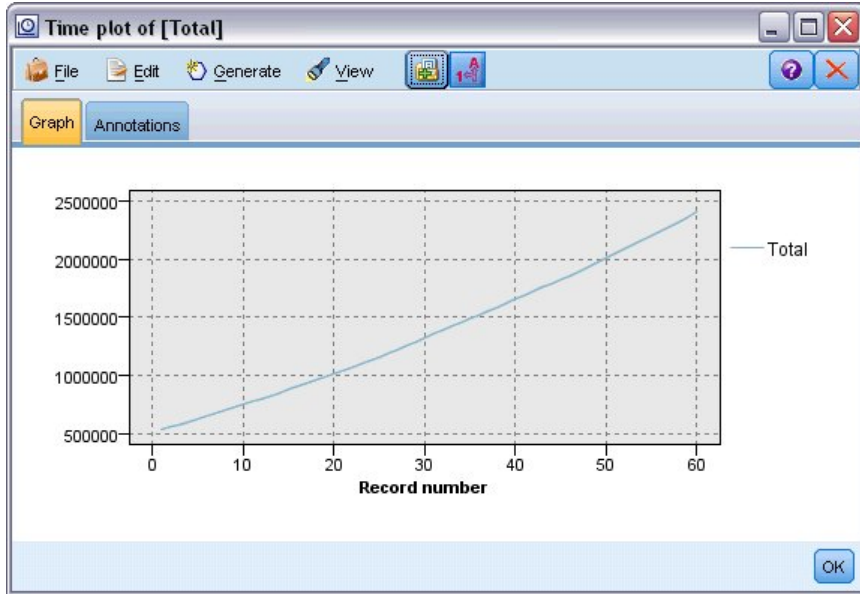 Time plot of [Total]
File Edit Generate View
Graph Annotations
2500000
2000000
1500000
1000000
500000
Total
0 10 20 30 40 50 60
Record number
OK